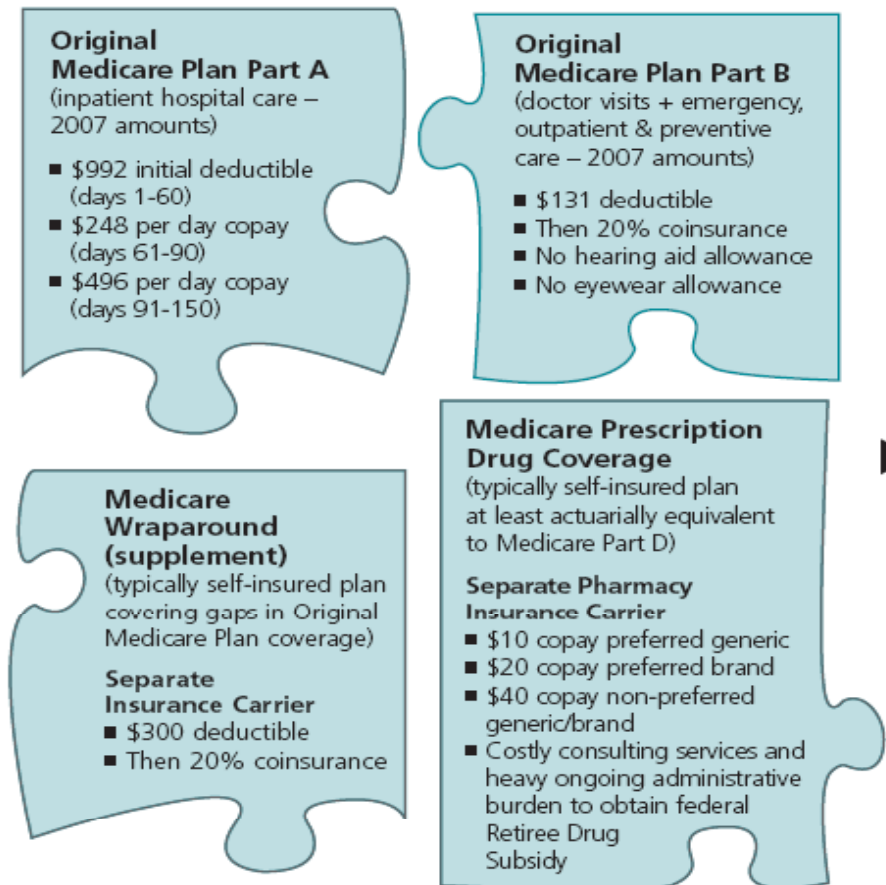 Original
Medicare Plan Part A
(inpatient hospital care –
2007 amounts)
■ $992 initial deductible
(days 1-60)
■ $248 per day copay
(days 61-90)
■ $496 per day copay
(days 91-150)
Original
Medicare Plan Part B
(doctor visits + emergency,
outpatient & preventive
care – 2007 amounts)
■ $131 deductible
■ Then 20% coinsurance
■ No hearing aid allowance
■ No eyewear allowance
Medicare
Wraparound
(supplement)
(typically self-insured plan
covering gaps in Original
Medicare Plan coverage)
Separate
Insurance Carrier
■ $300 deductible
■ Then 20% coinsurance
Medicare Prescription
Drug Coverage
(typically self-insured plan
at least actuarially equivalent
to Medicare Part D)
Separate Pharmacy
Insurance Carrier
■ $10 copay preferred generic
■ $20 copay preferred brand
■ $40 copay non-preferred
generic/brand
■ Costly consulting services and
heavy ongoing administrative
burden to obtain federal
Retiree Drug
Subsidy